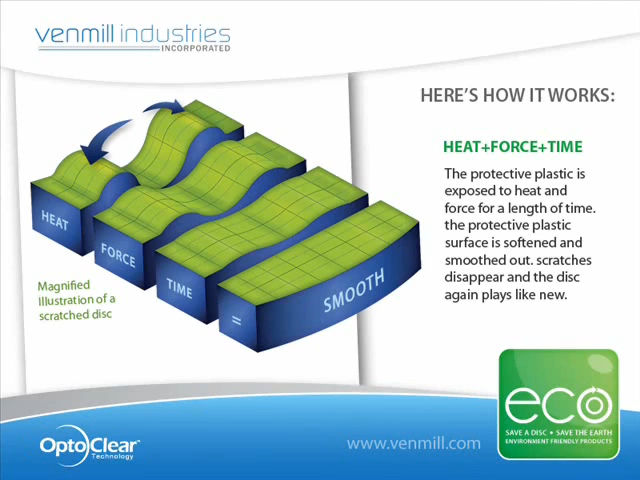 venmill industries
INCORPORATED
HERE'S HOW IT WORKS:
HEAT+FORCE+TIME
The protective plastic is
exposed to heat and
force for a length of time.
the protective plastic
surface is softened and
smoothed out. scratches
disappear and the disc
again plays like new.
HEAT
FORCE
TIME
=
SMOOTH
Magnified
Illustration of a
scratched disc
eco
SAVE A DISC • SAVE THE EARTH
ENVIRONMENT FRIENDLY PRODUCTS
OptoClear™
Technology
www.venmill.com